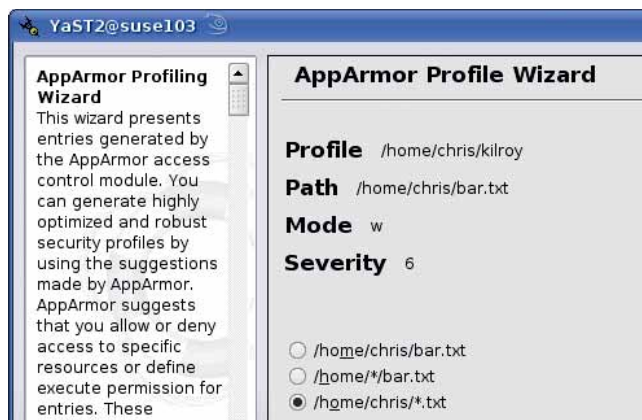 YaST2@suse103
AppArmor Profiling
Wizard
This wizard presents
entries generated by
the AppArmor access
control module. You
can generate highly
optimized and robust
security profiles by
using the suggestions
made by AppArmor.
AppArmor suggests
that you allow or deny
access to specific
resources or define
execute permission for
entries. These
AppArmor Profile Wizard
Profile /home/chris/kilroy
Path /home/chris/bar.txt
Mode w
Severity 6
/home/chris/bar.txt
/home/*/bar.txt
/home/chris/*.txt